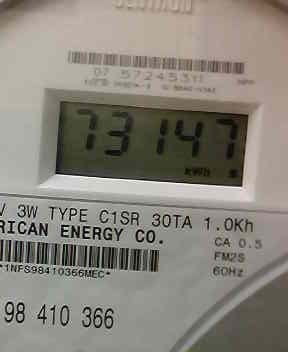 07 572453
73147
kWh
V 3W TYPE C1SR 30TA 1.0Kh
RICAN ENERGY CO.
CA 0.5
FM2S
60Hz
*1NFS98410366MEC*
98 410 366